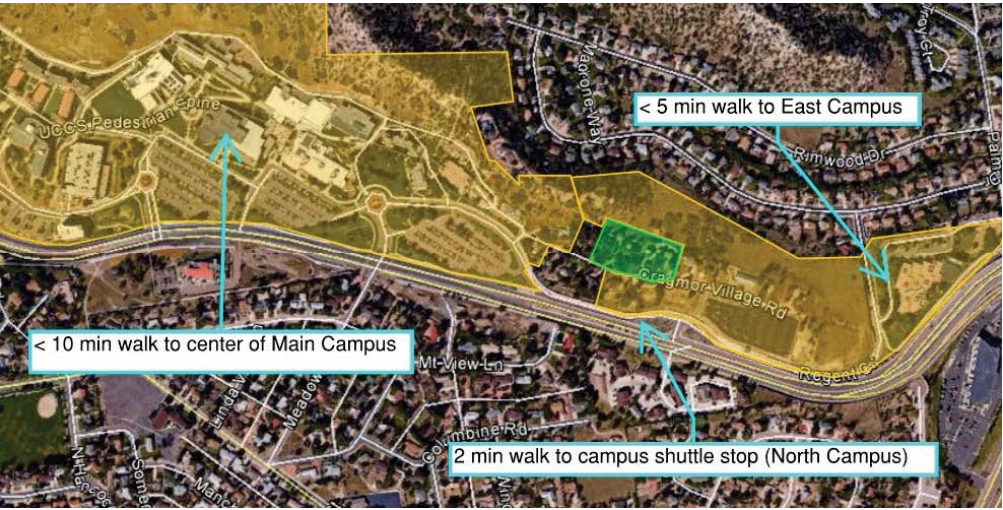 Madrone Way
< 5 min walk to East Campus
UCCS Pedestrian Spine
Rimwood Dr
Cragmor Village Rd
< 10 min walk to center of Main Campus
Mt View Ln
Regent Cir
Meadow
Columbine Rd
2 min walk to campus shuttle stop (North Campus)